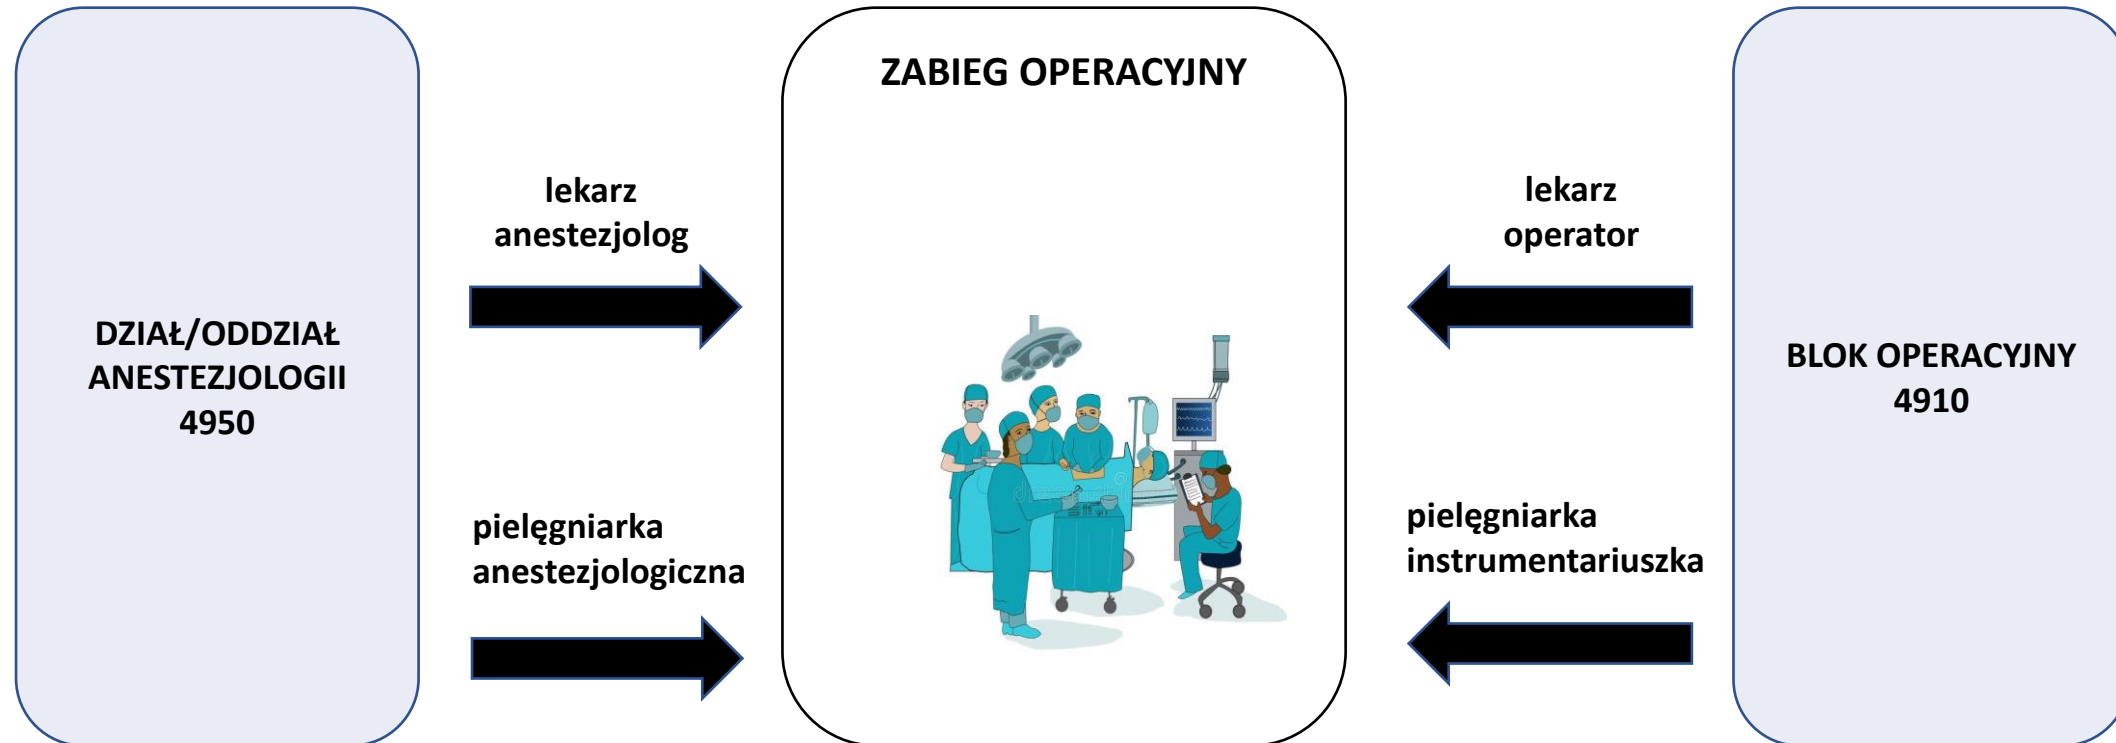 ZABIEG OPERACYJNY
lekarz
anestezjolog
lekarz
operator
DZIAŁ/ODDZIAŁ
ANESTEZJOLOGII
4950
BLOK OPERACYJNY
4910
pielęgniarka
anestezjologiczna
pielęgniarka
instrumentariuszka